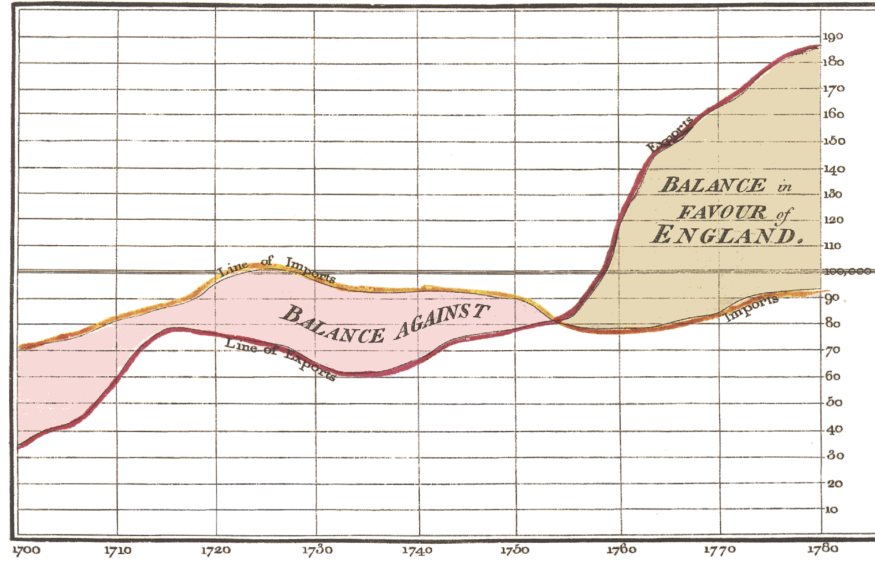 190
180
170
160
Exports
150
140
BALANCE in
130
FAVOUR of
120
ENGLAND.
110
Line of Imports
100,000
90
Imports
BALANCE AGAINST
80
Line of Exports
70
60
50
40
30
20
10
1700 1710 1720 1730 1740 1750 1760 1770 1780